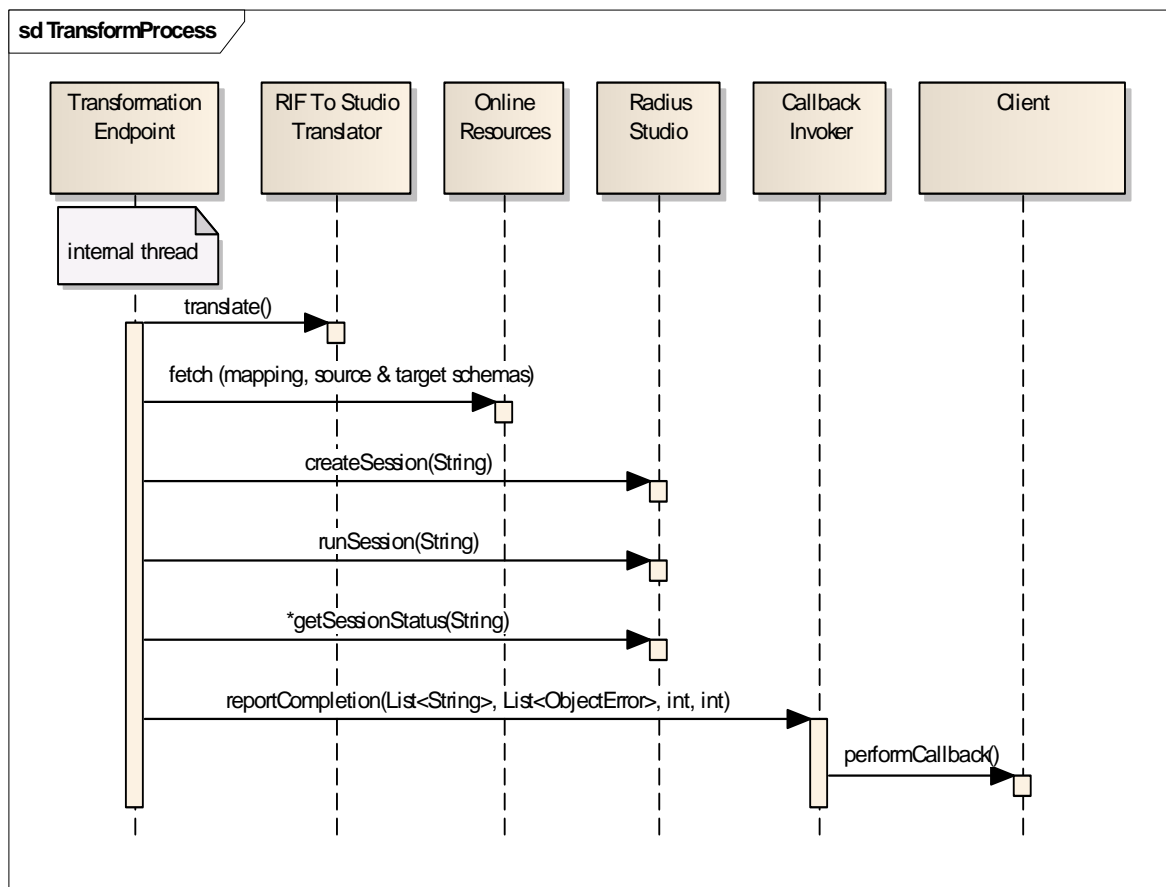 sd TransformProcess
Transformation
Endpoint
RIF To Studio
Translator
Online
Resources
Radius
Studio
Callback
Invoker
Client
internal thread
translate()
fetch (mapping, source & target schemas)
createSession(String)
runSession(String)
*getSessionStatus(String)
reportCompletion(List<String>, List<ObjectError>, int, int)
performCallback()